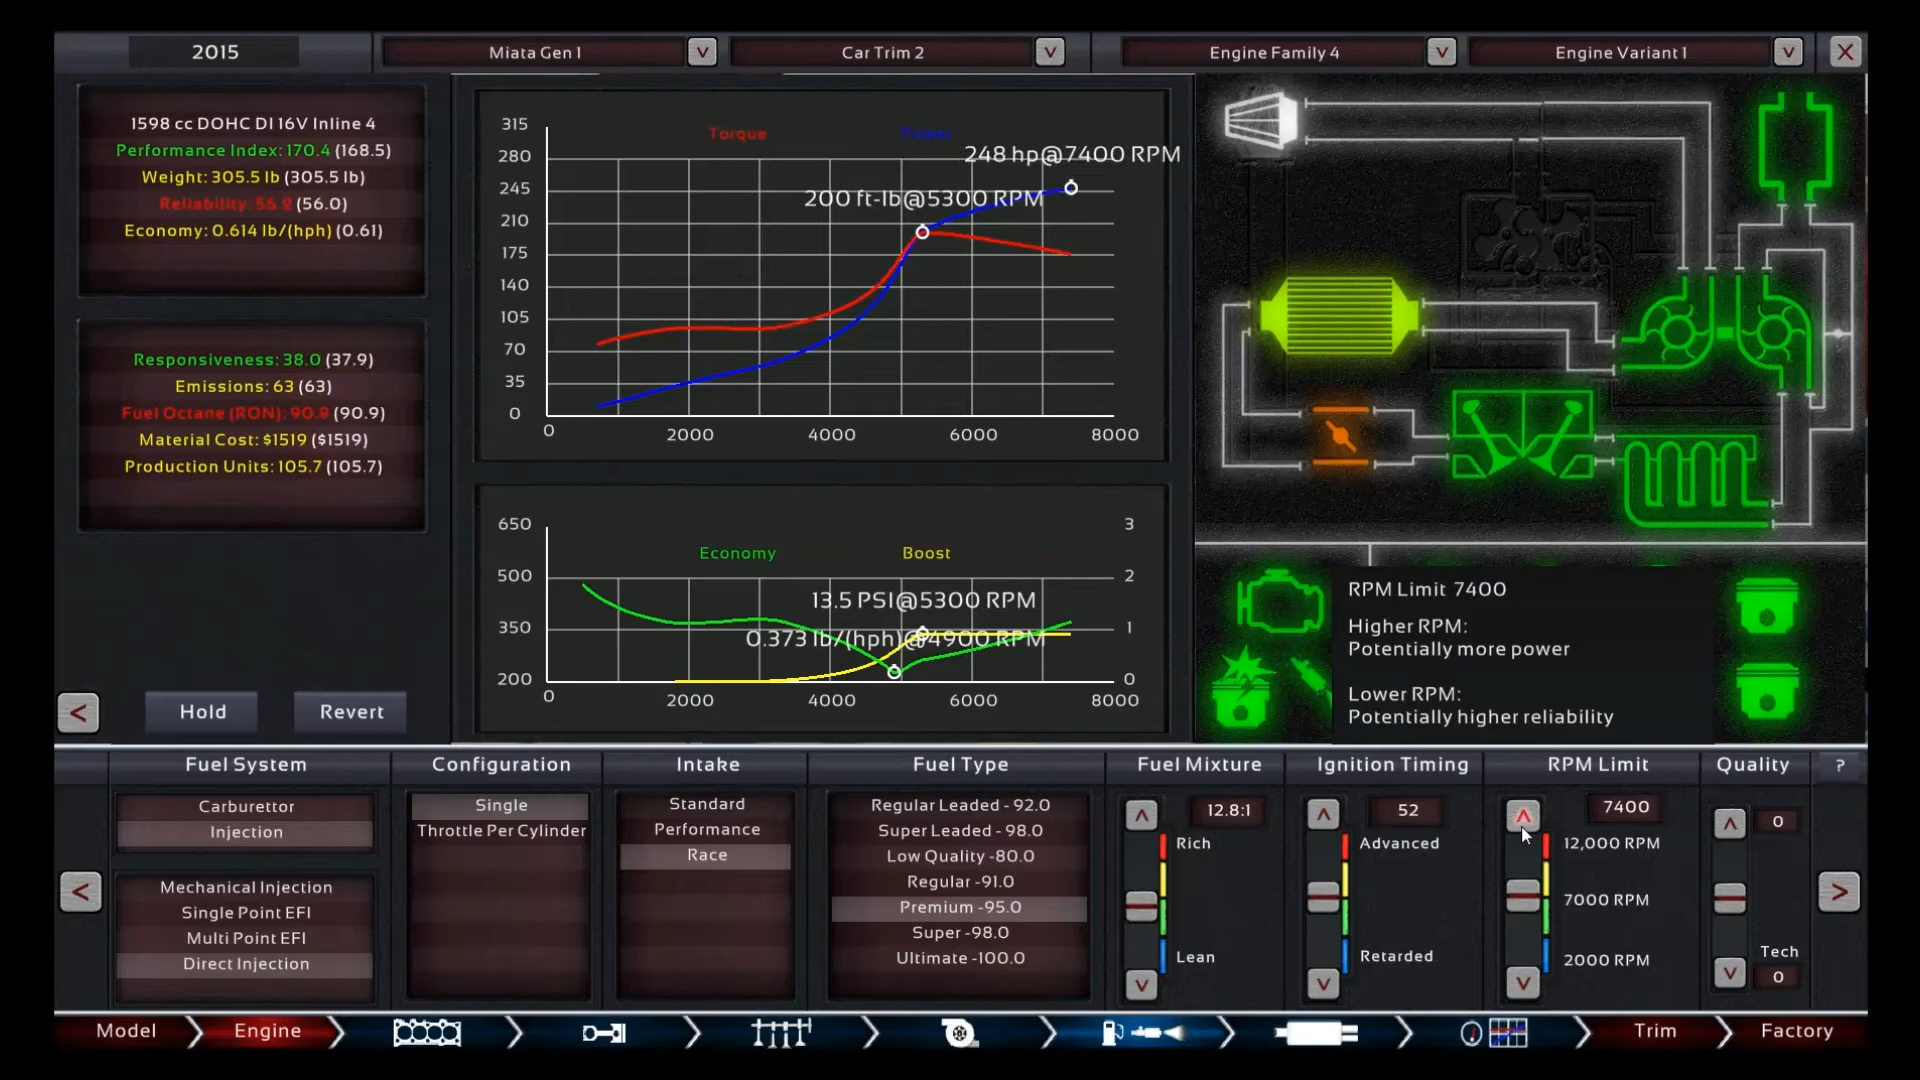 2015
Miata Gen 1
V
Car Trim 2
V
Engine Family 4
V
Engine Variant 1
V
X
1598 cc DOHC DI 16V Inline 4
Performance Index: 170.4 (168.5)
Weight: 305.5 lb (305.5 lb)
Reliability: 55.2 (56.0)
Economy: 0.614 lb/(hph) (0.61)
Responsiveness: 38.0 (37.9)
Emissions: 63 (63)
Fuel Octane (RON): 90.8 (90.9)
Material Cost: $1519 ($1519)
Production Units: 105.7 (105.7)
<
Hold
Revert
Torque
Power
248 hp@7400 RPM
200 ft-lb@5300 RPM
315
280
245
210
175
140
105
70
35
0
0
2000
4000
6000
8000
Economy
Boost
13.5 PSI@5300 RPM
0.373 lb/(hph)@4900 RPM
650
500
350
200
3
2
1
0
0
2000
4000
6000
8000
RPM Limit 7400
Higher RPM:
Potentially more power
Lower RPM:
Potentially higher reliability
Fuel System
Carburettor
Injection
Mechanical Injection
Single Point EFI
Multi Point EFI
Direct Injection
Configuration
Single
Throttle Per Cylinder
Intake
Standard
Performance
Race
Fuel Type
Regular Leaded - 92.0
Super Leaded - 98.0
Low Quality -80.0
Regular -91.0
Premium -95.0
Super -98.0
Ultimate -100.0
Fuel Mixture
12.8:1
Rich
Lean
Ignition Timing
52
Advanced
Retarded
RPM Limit
7400
12,000 RPM
7000 RPM
2000 RPM
Quality
0
Tech
0
?
<
>
Model
Engine
Trim
Factory